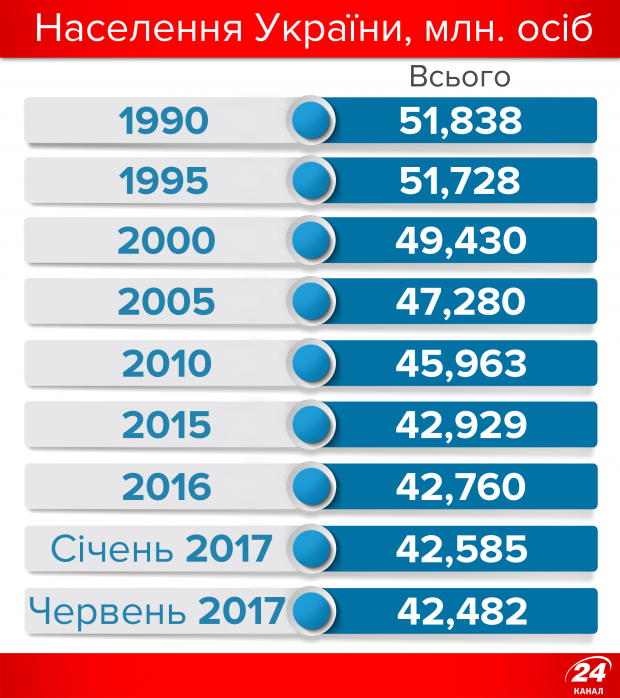 Населення України, млн. осіб
Всього
1990 51,838
1995 51,728
2000 49,430
2005 47,280
2010 45,963
2015 42,929
2016 42,760
Січень 2017 42,585
Червень 2017 42,482
24
КАНАЛ